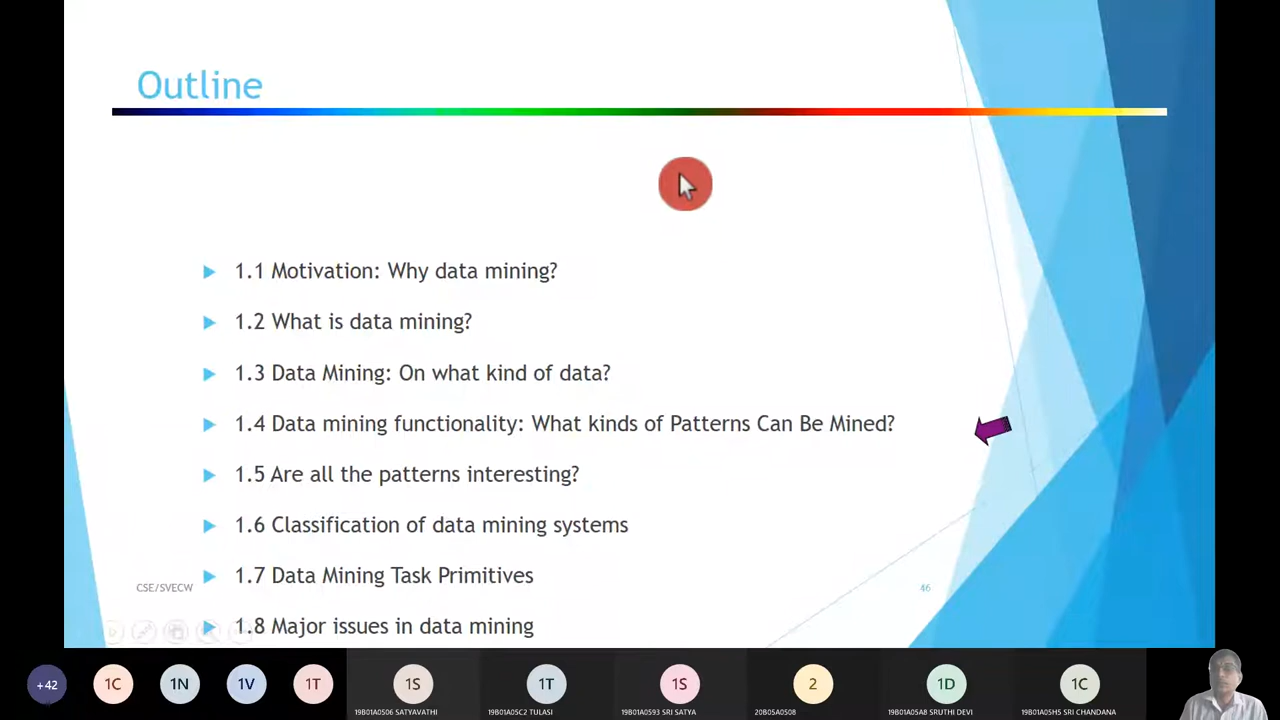 Outline
1.1 Motivation: Why data mining?
1.2 What is data mining?
1.3 Data Mining: On what kind of data?
1.4 Data mining functionality: What kinds of Patterns Can Be Mined?
1.5 Are all the patterns interesting?
1.6 Classification of data mining systems
1.7 Data Mining Task Primitives
CSE/SVECW
46
1.8 Major issues in data mining
+42
1C
1N
1V
1T
1S
1T
1S
2
1D
1C
19B01A0506 SATYAVATHI
19B01A05C2 TULASI
19B01A0593 SRI SATYA
20B05A0508
19B01A05A8 SRUTHI DEVI
19B01A05H5 SRI CHANDANA